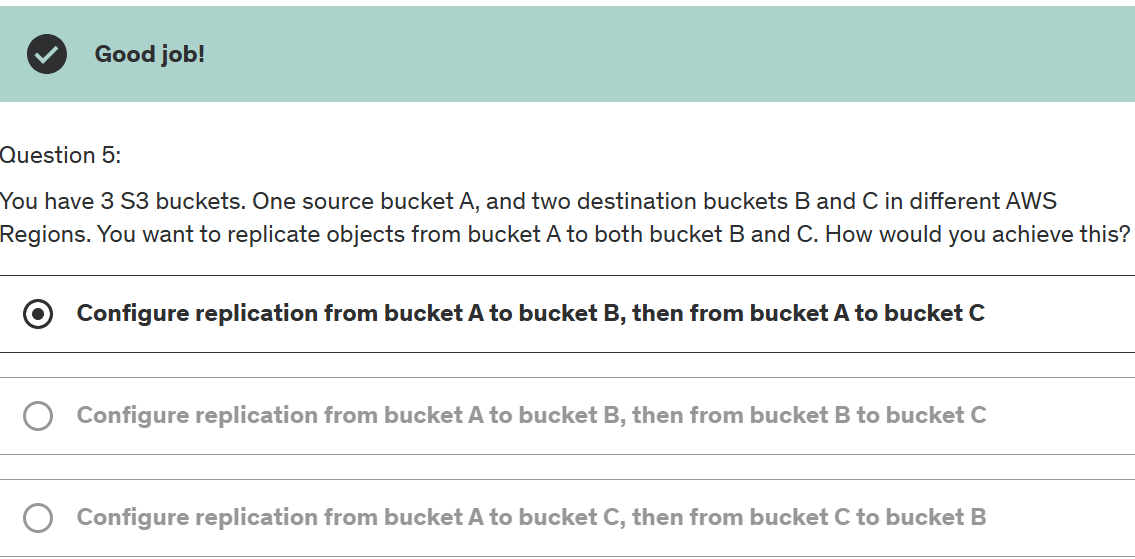 Good job!
Question 5:
You have 3 S3 buckets. One source bucket A, and two destination buckets B and C in different AWS
Regions. You want to replicate objects from bucket A to both bucket B and C. How would you achieve this?
Configure replication from bucket A to bucket B, then from bucket A to bucket C
Configure replication from bucket A to bucket B, then from bucket B to bucket C
Configure replication from bucket A to bucket C, then from bucket C to bucket B